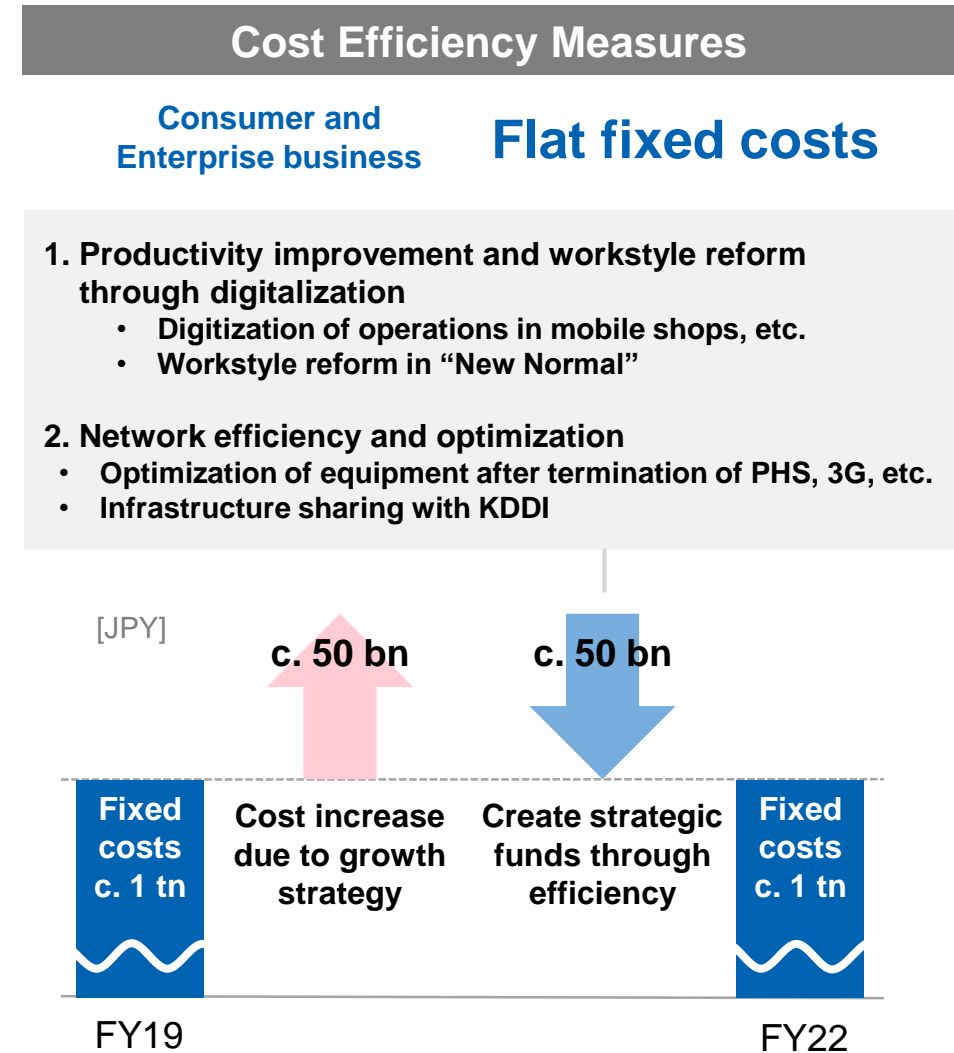 Cost Efficiency Measures
Consumer and
Enterprise business
Flat fixed costs
1. Productivity improvement and workstyle reform
through digitalization
• Digitization of operations in mobile shops, etc.
• Workstyle reform in “New Normal”
2. Network efficiency and optimization
• Optimization of equipment after termination of PHS, 3G, etc.
• Infrastructure sharing with KDDI
[JPY]
c. 50 bn
c. 50 bn
Fixed
costs
c. 1 tn
Cost increase
due to growth
strategy
Create strategic
funds through
efficiency
Fixed
costs
c. 1 tn
FY19
FY22